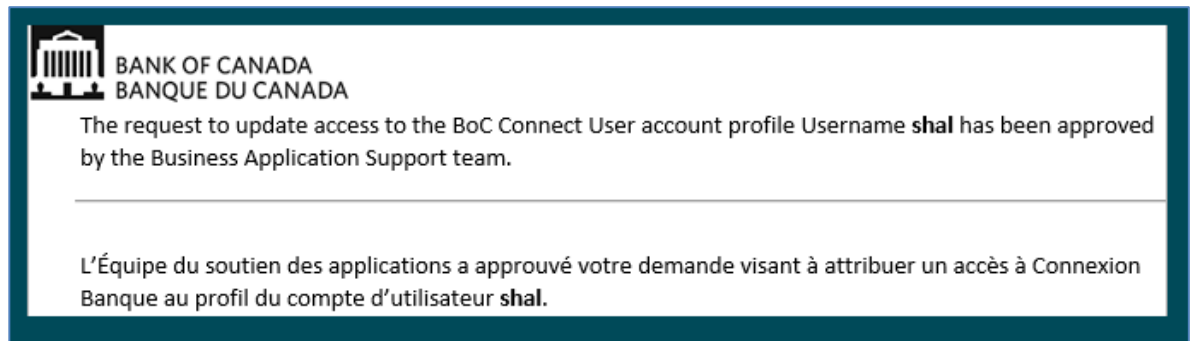 BANK OF CANADA
BANQUE DU CANADA
The request to update access to the BoC Connect User account profile Username shal has been approved
by the Business Application Support team.
L’Équipe du soutien des applications a approuvé votre demande visant à attribuer un accès à Connexion
Banque au profil du compte d’utilisateur shal.